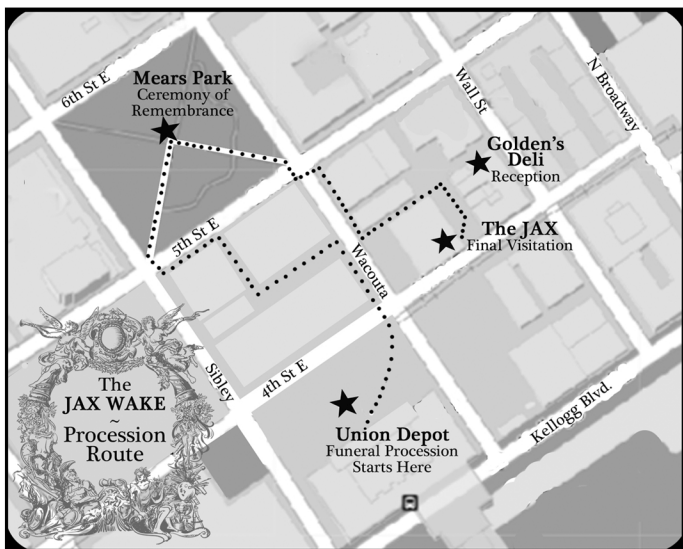 6th St E
Mears Park
Ceremony of
Remembrance
Wall St
N Broadway
Golden's
Deli
Reception
5th St E
The JAX
Final Visitation
Wacouta
The
JAX WAKE
~
Procession
Route
Sibley
4th St E
Kellogg Blvd.
Union Depot
Funeral Procession
Starts Here